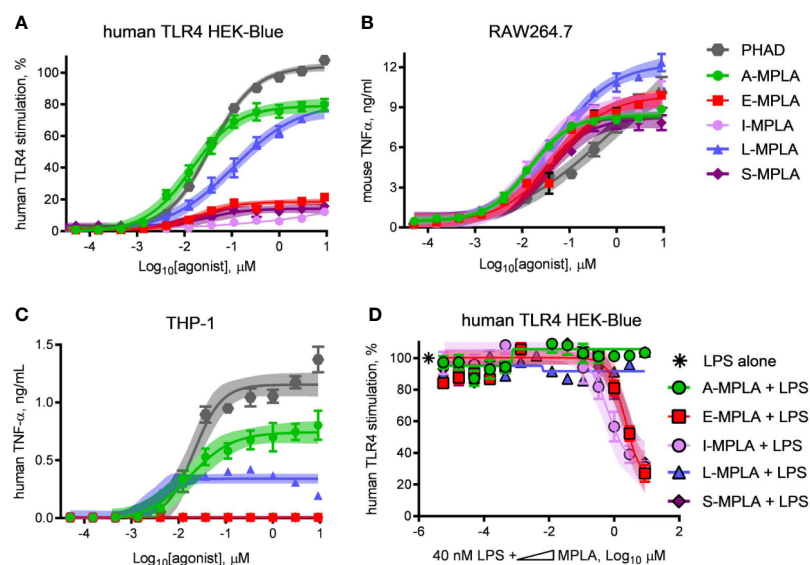 A
human TLR4 HEK-Blue
human TLR4 stimulation, %
100
80
60
40
20
0
-4
-3
-2
-1
0
1
Log10[agonist], μM
B
RAW264.7
mouse TNFα, ng/ml
12
9
6
3
0
-4
-3
-2
-1
0
1
Log10[agonist], μM
PHAD
A-MPLA
E-MPLA
I-MPLA
L-MPLA
S-MPLA
C
THP-1
human TNF-α, ng/mL
1.5
1.0
0.5
0.0
-4
-3
-2
-1
0
1
Log10[agonist], μM
D
human TLR4 HEK-Blue
human TLR4 stimulation, %
100
80
60
40
20
0
-6
-4
-2
0
2
40 nM LPS + MPLA, Log10 μM
LPS alone
A-MPLA + LPS
E-MPLA + LPS
I-MPLA + LPS
L-MPLA + LPS
S-MPLA + LPS